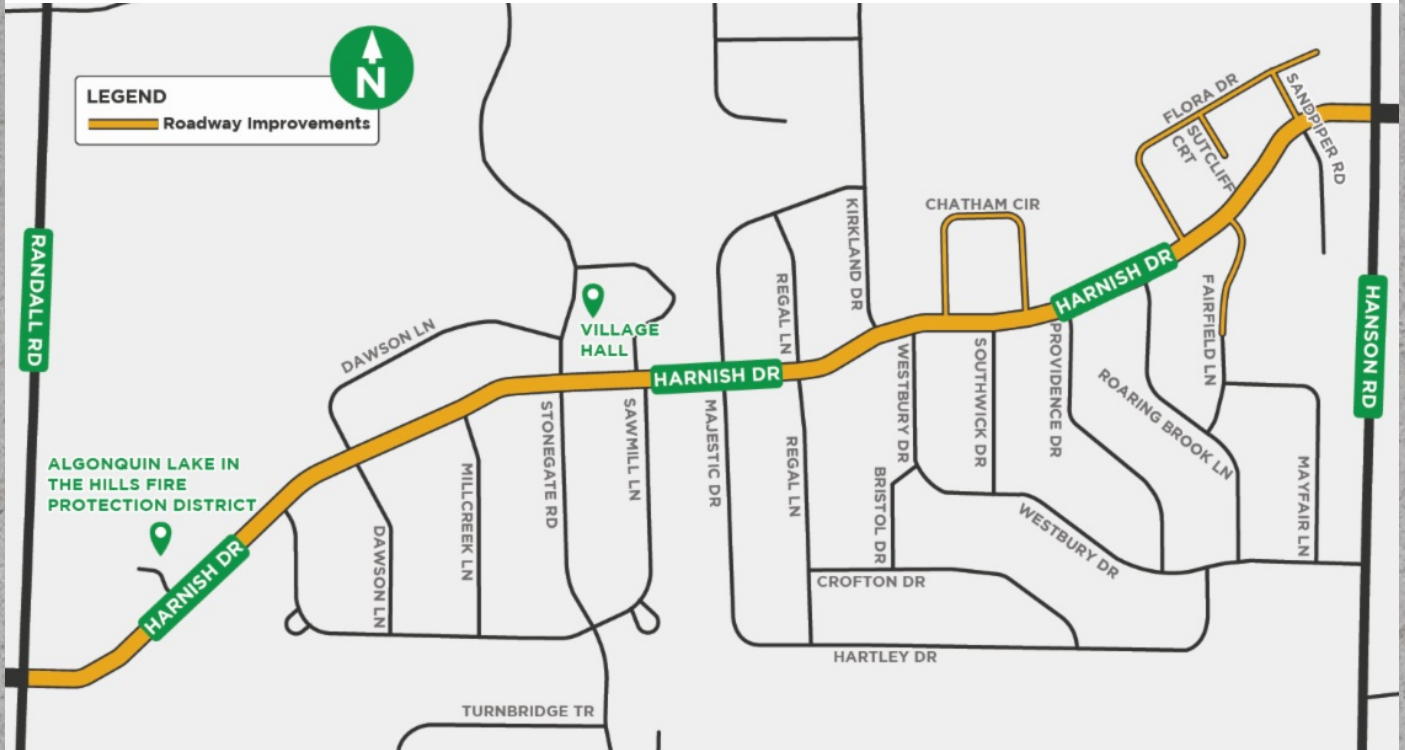 N
LEGEND
Roadway Improvements
RANDALL RD
HANSON RD
FLORA DR
SANDPIPER RD
SUTCLIFF
CRT
CHATHAM CIR
KIRKLAND DR
REGAL LN
HARNISH DR
FAIRFIELD LN
VILLAGE
HALL
DAWSON LN
HARNISH DR
WESTBURY DR
SOUTHWICK DR
PROVIDENCE DR
ROARING BROOK LN
STONEGATE RD
SAWMILL LN
MAJESTIC DR
REGAL LN
ALGONQUIN LAKE IN
THE HILLS FIRE
PROTECTION DISTRICT
MILLCREEK LN
BRISTOL DR
MAYFAIR LN
DAWSON LN
WESTBURY DR
HARNISH DR
CROFTON DR
HARTLEY DR
TURNBRIDGE TR